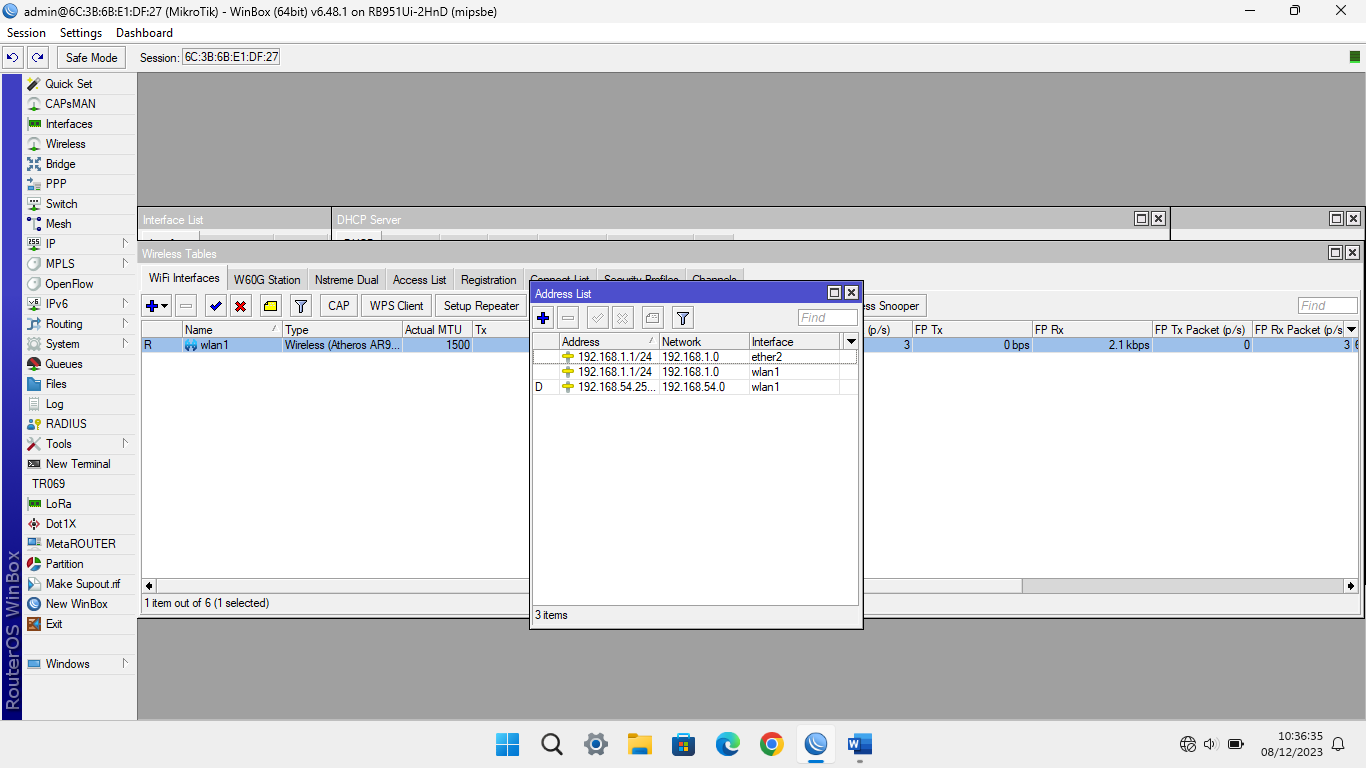 admin@6C:3B:6B:E1:DF:27 (MikroTik) - WinBox (64bit) v6.48.1 on RB951Ui-2HnD (mipsbe)
Session Settings Dashboard
Safe Mode Session: 6C:3B:6B:E1:DF:27
Quick Set
CAPsMAN
Interfaces
Wireless
Bridge
PPP
Switch
Mesh
IP
MPLS
OpenFlow
IPv6
Routing
System
Queues
Files
Log
RADIUS
Tools
New Terminal
TR069
LoRa
Dot1X
MetaROUTER
Partition
Make Supout.rif
New WinBox
Exit
Windows
RouterOS WinBox
Interface List
DHCP Server
DHCP
Wireless Tables
WiFi Interfaces W60G Station Nstreme Dual Access List Registration Connect List Security Profiles Channels
CAP WPS Client Setup Repeater Snooper Find
Name Type Actual MTU Tx (p/s) FP Tx FP Rx FP Tx Packet (p/s) FP Rx Packet (p/s
R wlan1 Wireless (Atheros AR9... 1500 3 0 bps 2.1 kbps 0 3
1 item out of 6 (1 selected)
Address List
Find
Address Network Interface
192.168.1.1/24 192.168.1.0 ether2
192.168.1.1/24 192.168.1.0 wlan1
D 192.168.54.25... 192.168.54.0 wlan1
3 items
10:36:35
08/12/2023